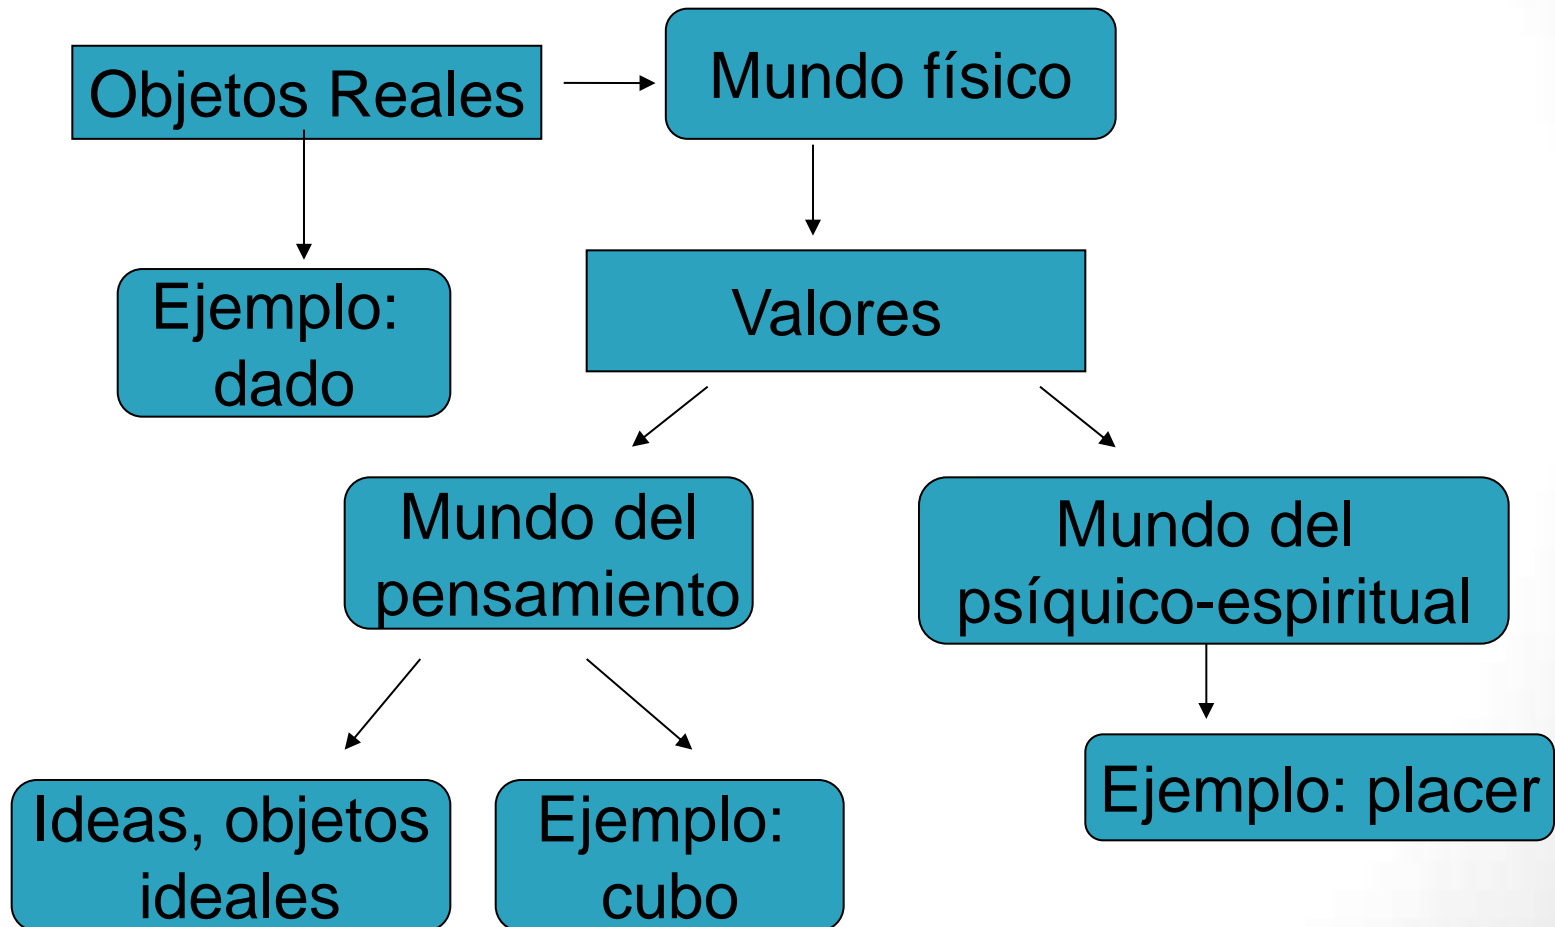 Objetos Reales
Mundo físico
Ejemplo:
dado
Valores
Mundo del
pensamiento
Mundo del
psíquico-espiritual
Ideas, objetos
ideales
Ejemplo:
cubo
Ejemplo: placer